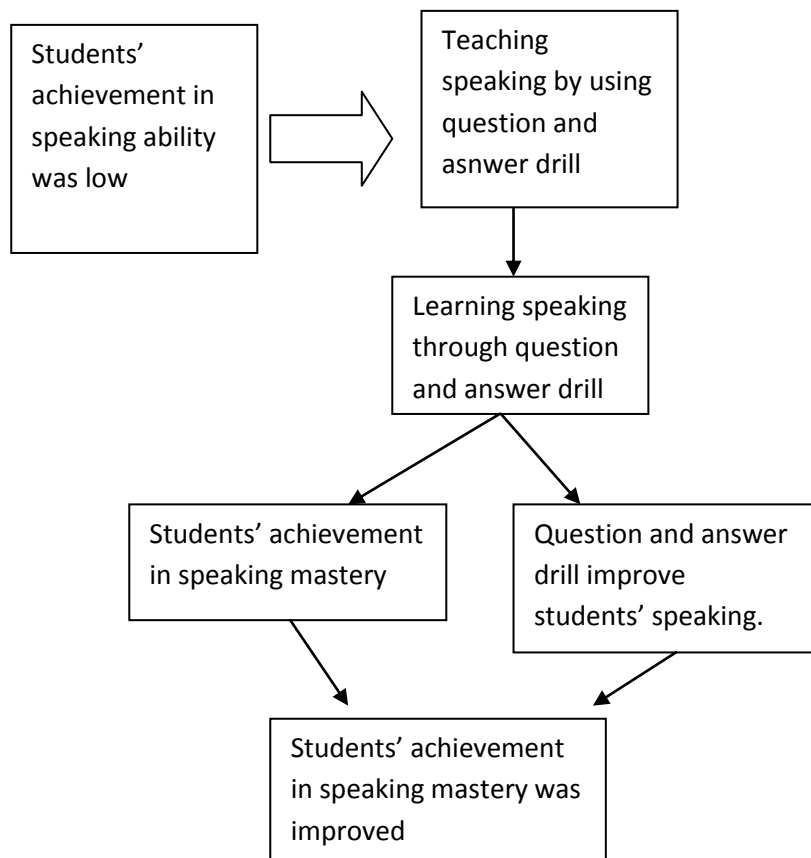 Students’
achievement in
speaking ability
was low
Teaching
speaking by using
question and
asnwer drill
Learning speaking
through question
and answer drill
Students’ achievement
in speaking mastery
Question and answer
drill improve
students’ speaking.
Students’ achievement
in speaking mastery was
improved